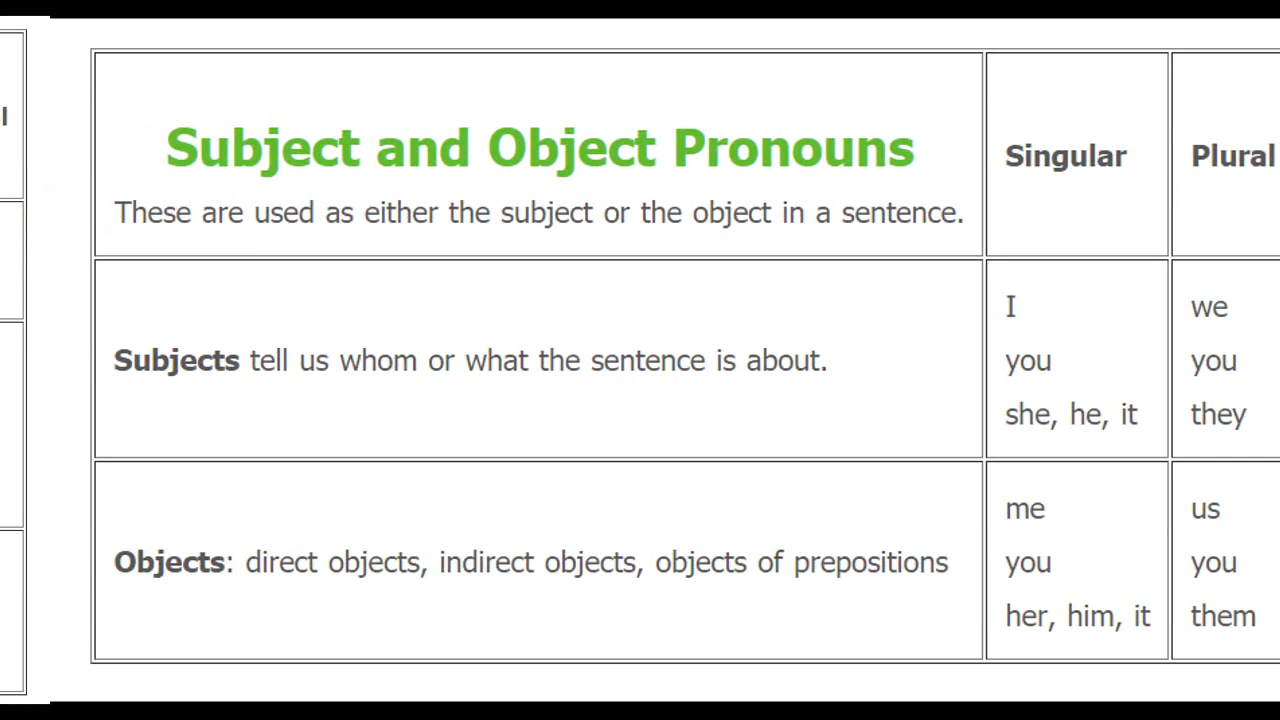 l
Subject and Object Pronouns
These are used as either the subject or the object in a sentence.
Singular
Plural
Subjects tell us whom or what the sentence is about.
I
you
she, he, it
we
you
they
Objects: direct objects, indirect objects, objects of prepositions
me
you
her, him, it
us
you
them